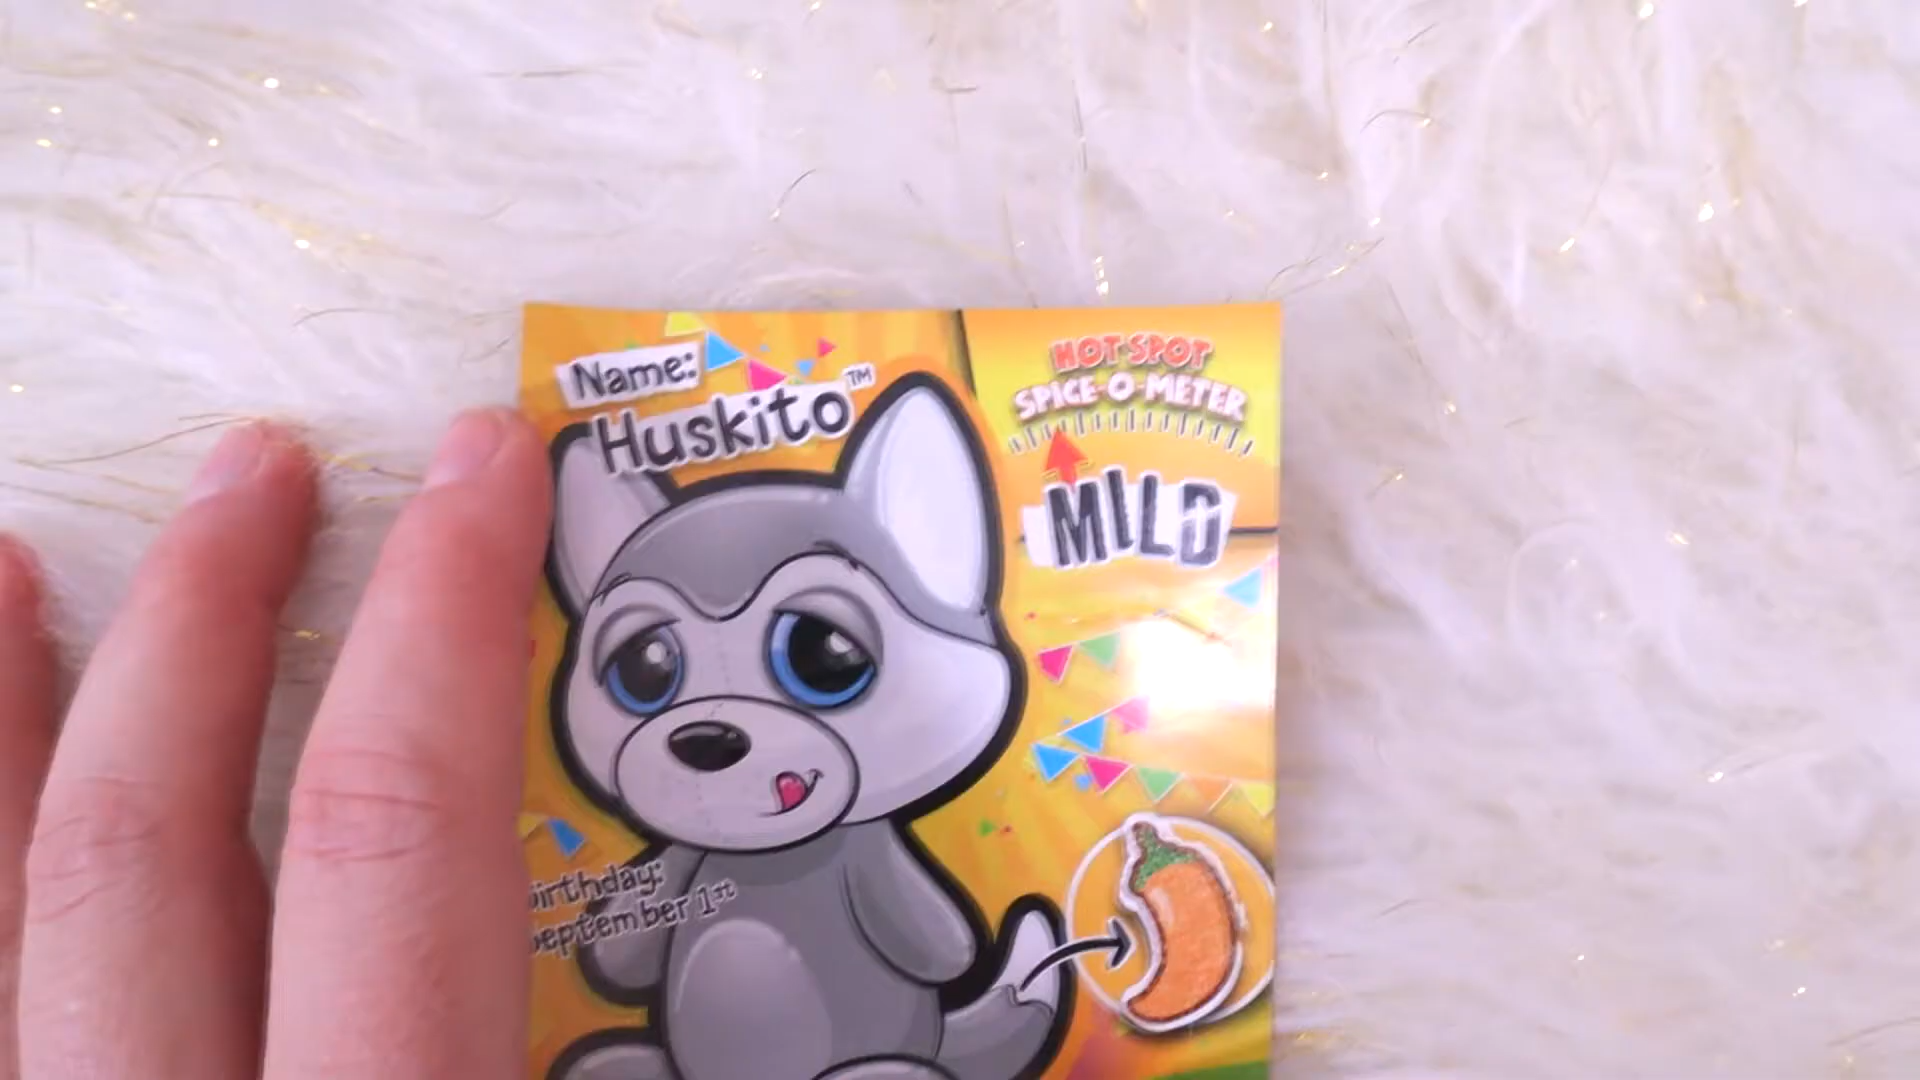 Name:
Huskito™
HOT SPOT
SPICE-O-METER
MILD
Birthday:
September 1st